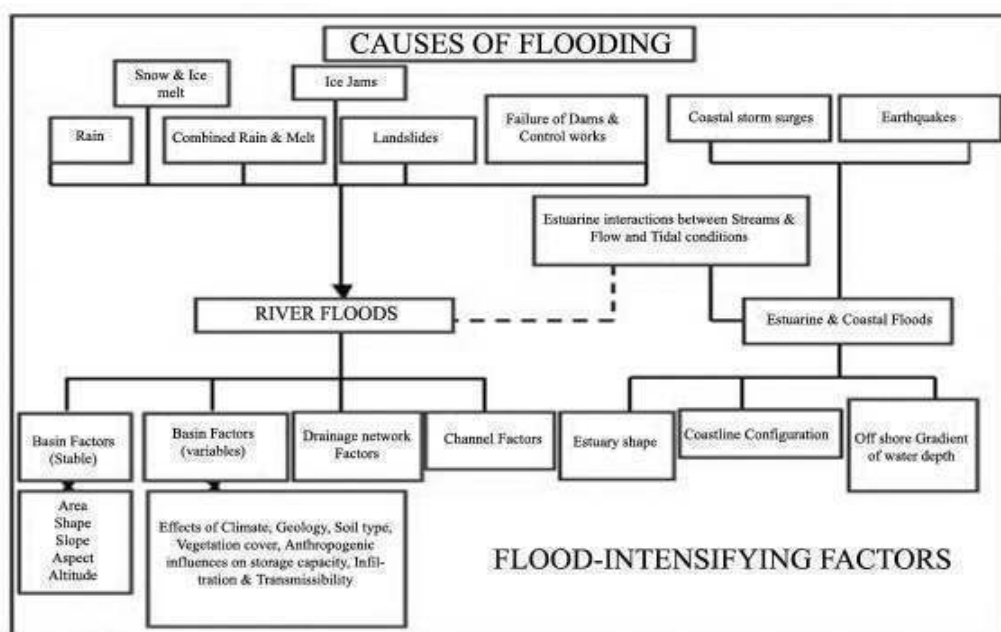 CAUSES OF FLOODING
Snow & Ice
melt
Ice Jams
Rain
Combined Rain & Melt
Landslides
Failure of Dams &
Control works
Coastal storm surges
Earthquakes
Estuarine interactions between Streams &
Flow and Tidal conditions
RIVER FLOODS
Estuarine & Coastal Floods
Basin Factors
(Stable)
Basin Factors
(variables)
Drainage network
Factors
Channel Factors
Estuary shape
Coastline Configuration
Off shore Gradient
of water depth
Area
Shape
Slope
Aspect
Altitude
Effects of Climate, Geology, Soil type,
Vegetation cover, Anthropogenic
influences on storage capacity, Infil-
tration & Transmissibility
FLOOD-INTENSIFYING FACTORS